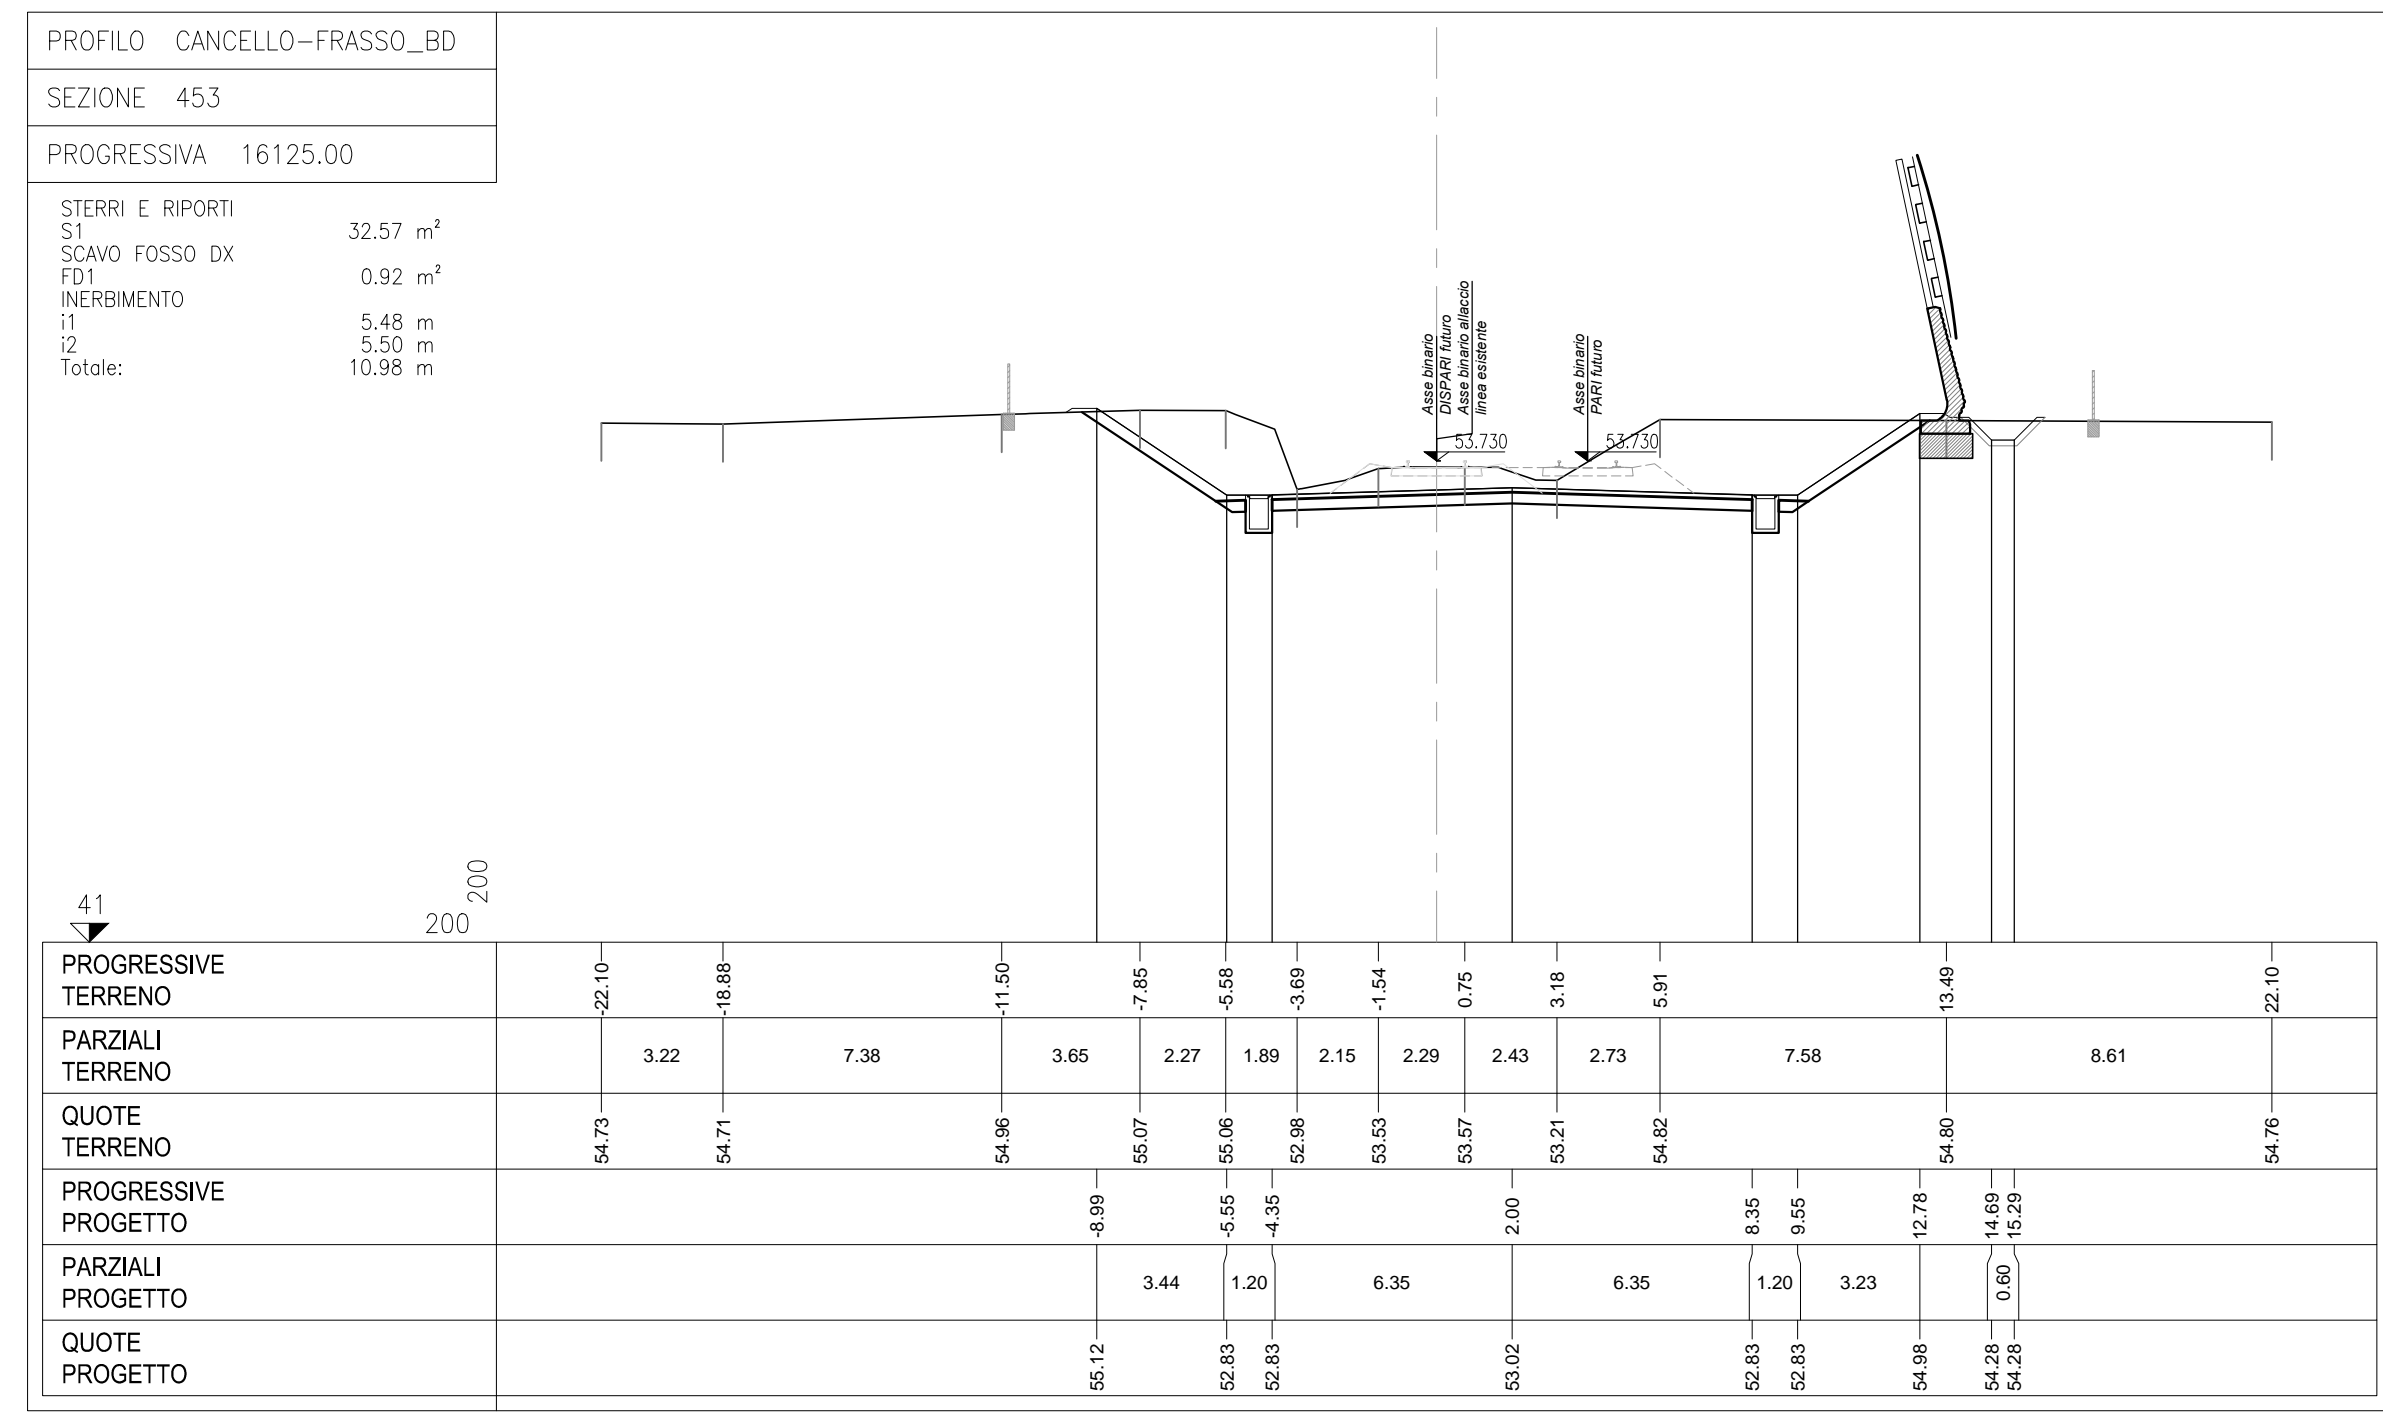 PROFILO CANCELLO-FRASSO_BD
SEZIONE 453
PROGRESSIVA 16125.00
STERRI E RIPORTI
S1 32.57 m²
SCAVO FOSSO DX
FD1 0.92 m²
INERBIMENTO
i1 5.48 m
i2 5.50 m
Totale: 10.98 m
Asse binario
DISPARI futuro
Asse binario allaccio
linea esistente
53.730
Asse binario
PARI futuro
53.730
41
200
200
PROGRESSIVE
TERRENO
-22.10 -18.88 -11.50 -7.85 -5.58 -3.69 -1.54 0.75 3.18 5.91 13.49 22.10
PARZIALI
TERRENO
3.22 7.38 3.65 2.27 1.89 2.15 2.29 2.43 2.73 7.58 8.61
QUOTE
TERRENO
54.73 54.71 54.96 55.07 55.06 52.98 53.53 53.57 53.21 54.82 54.80 54.76
PROGRESSIVE
PROGETTO
-8.99 -5.55 -4.35 2.00 8.35 9.55 12.78 14.69 15.29
PARZIALI
PROGETTO
3.44 1.20 6.35 6.35 1.20 3.23 0.60
QUOTE
PROGETTO
55.12 52.83 52.83 53.02 52.83 52.83 54.98 54.28 54.28